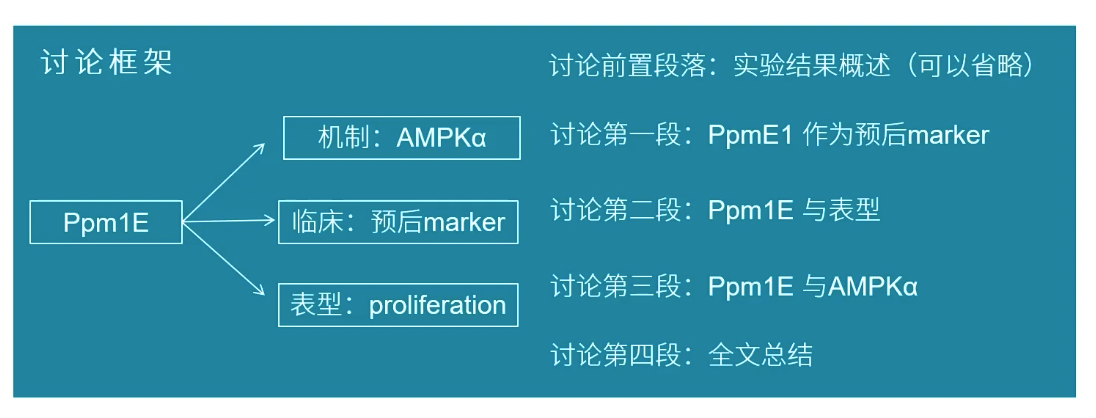 讨论框架
Ppm1E
机制：AMPKα
临床：预后marker
表型：proliferation
讨论前置段落：实验结果概述（可以省略）
讨论第一段：PpmE1 作为预后marker
讨论第二段：Ppm1E 与表型
讨论第三段：Ppm1E 与AMPKα
讨论第四段：全文总结